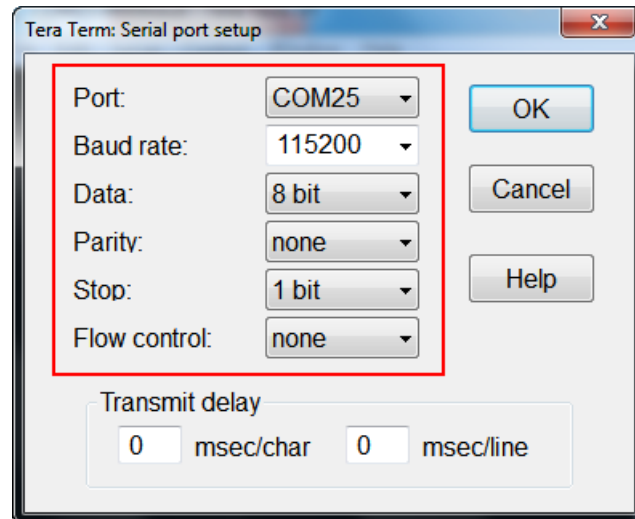 Tera Term: Serial port setup
Port: COM25
OK
Baud rate: 115200
Data: 8 bit
Cancel
Parity: none
Stop: 1 bit
Help
Flow control: none
Transmit delay
0 msec/char 0 msec/line